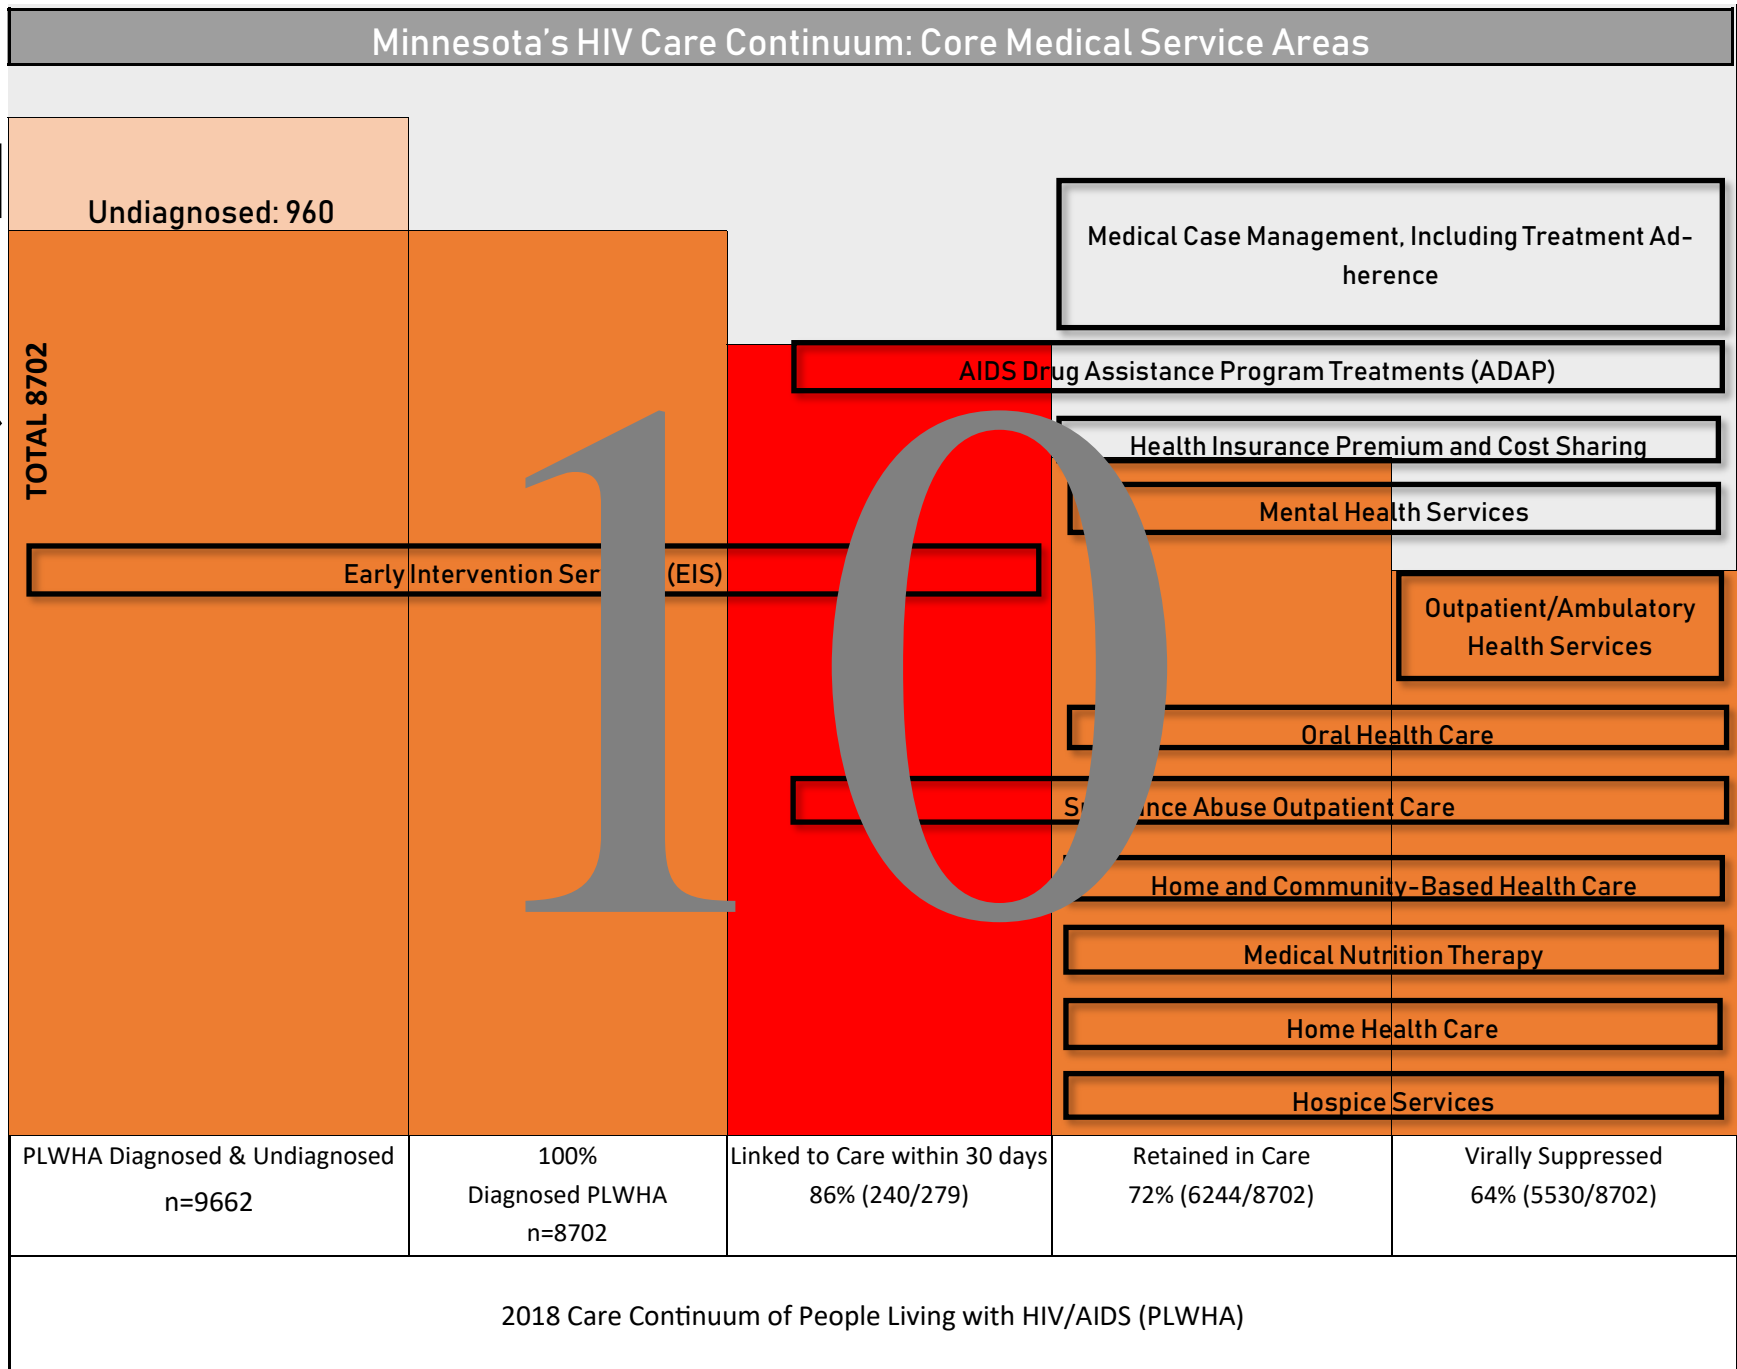 Minnesota's HIV Care Continuum: Core Medical Service Areas
Undiagnosed: 960
TOTAL 8702
Medical Case Management, Including Treatment Ad-
herence
AIDS Drug Assistance Program Treatments (ADAP)
Health Insurance Premium and Cost Sharing
Mental Health Services
Early Intervention Ser (EIS)
10
Outpatient/Ambulatory
Health Services
Oral Health Care
Abuse Outpatient Care
Home and Community-Based Health Care
Medical Nutrition Therapy
Home Health Care
Hospice Services
PLWHA Diagnosed & Undiagnosed
n=9662
100%
Diagnosed PLWHA
n=8702
Linked to Care within 30 days
86% (240/279)
Retained in Care
72% (6244/8702)
Virally Suppressed
64% (5530/8702)
2018 Care Continuum of People Living with HIV/AIDS (PLWHA)